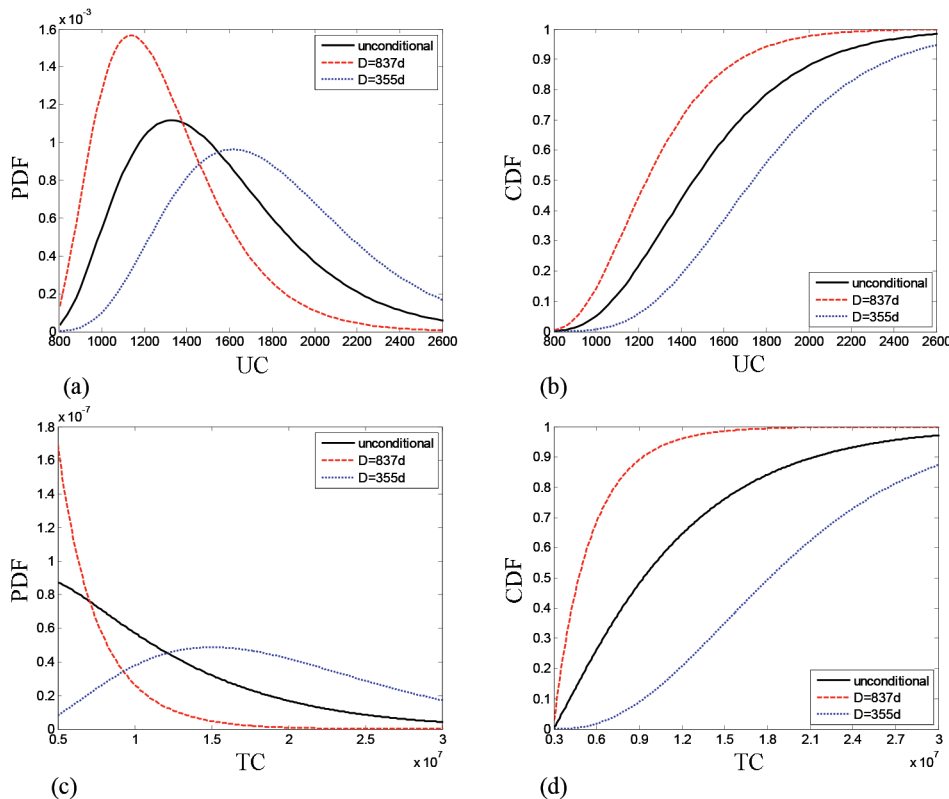 x 10-3
1.6
1.4
1.2
1
0.8
0.6
0.4
0.2
0
PDF
unconditional
D=837d
D=355d
800 1000 1200 1400 1600 1800 2000 2200 2400 2600
UC
(a)
1
0.9
0.8
0.7
0.6
0.5
0.4
0.3
0.2
0.1
0
CDF
unconditional
D=837d
D=355d
800 1000 1200 1400 1600 1800 2000 2200 2400 2600
UC
(b)
x 10-7
1.8
1.6
1.4
1.2
1
0.8
0.6
0.4
0.2
0
PDF
unconditional
D=837d
D=355d
0.5 1 1.5 2 2.5 3
TC
x 107
(c)
1
0.9
0.8
0.7
0.6
0.5
0.4
0.3
0.2
0.1
0
CDF
unconditional
D=837d
D=355d
0.3 0.6 0.9 1.2 1.5 1.8 2.1 2.4 2.7 3
TC
x 107
(d)